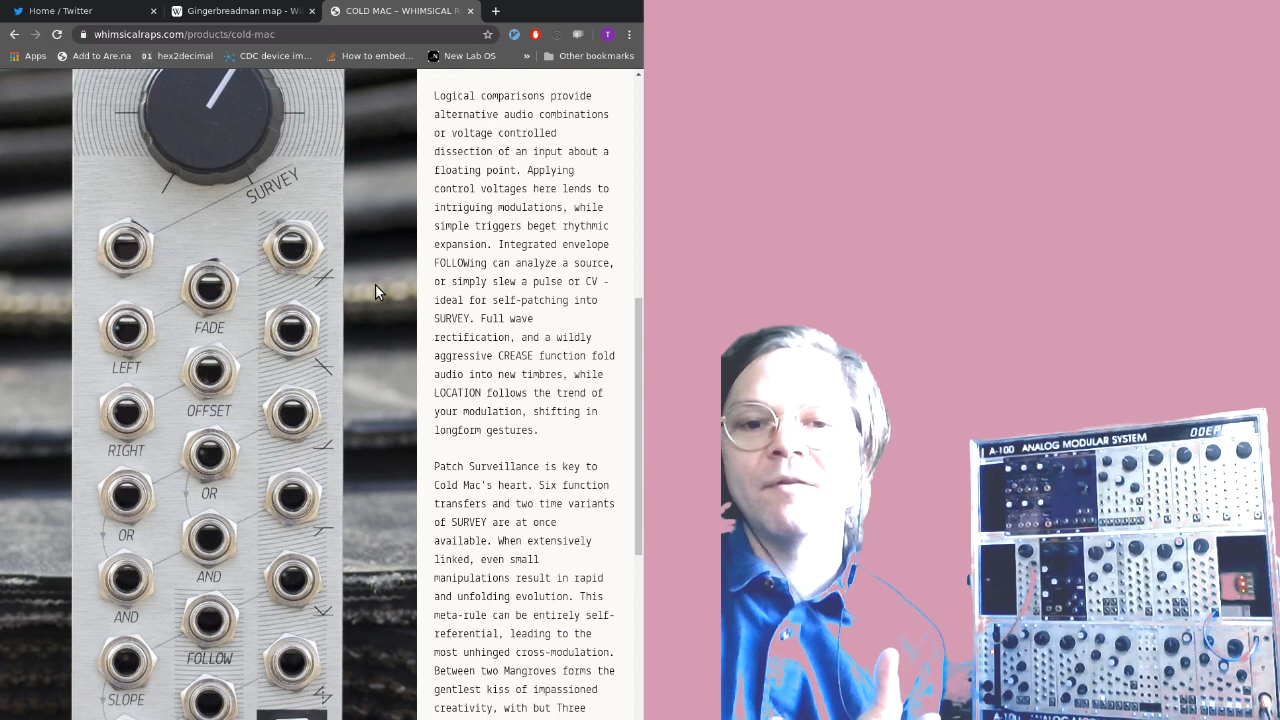 Home / Twitter
Gingerbreadman map - Wi
COLD MAC – WHIMSICAL R
whimsicalraps.com/products/cold-mac
T
Apps
Add to Are.na
01 hex2decimal
CDC device im…
How to embed…
New Lab OS
»
Other bookmarks
SURVEY
FADE
LEFT
OFFSET
GHT
OR
OR
AND
AND
FOLLOW
SLOPE
Logical comparisons provide
alternative audio combinations
or voltage controlled
dissection of an input about a
floating point. Applying
control voltages here lends to
intriguing modulations, while
simple triggers beget rhythmic
expansion. Integrated envelope
FOLLOWing can analyze a source,
or simply slew a pulse or CV -
ideal for self-patching into
SURVEY. Full wave
rectification, and a wildly
aggressive CREASE function fold
audio into new timbres, while
LOCATION follows the trend of
your modulation, shifting in
longform gestures.
Patch Surveillance is key to
Cold Mac's heart. Six function
transfers and two time variants
of SURVEY are at once
available. When extensively
linked, even small
manipulations result in rapid
and unfolding evolution. This
meta-tile can be entirely self-
referential, leading to the
most unhinged cross-modulation.
Between two Mangroves forms the
gentlest kiss of impassioned
creativity, with but Three
A-100 ANALOG MODULAR SYSTEM
DOEP
A-100 ANALOG MODULAR SYSTEM